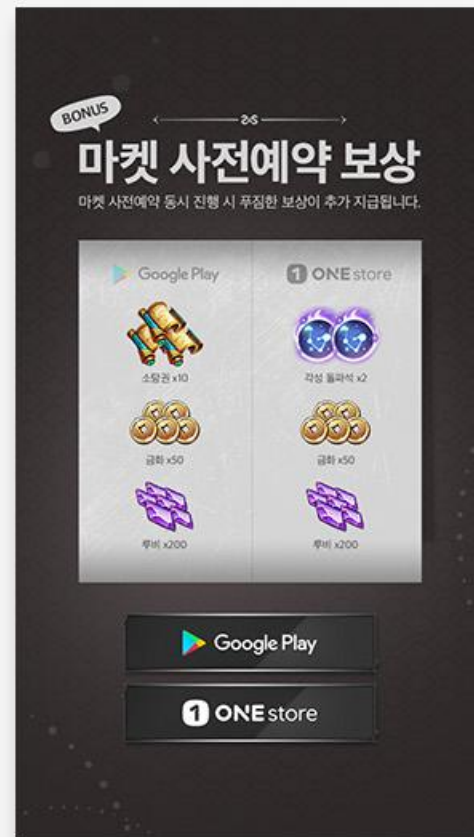 BONUS
마켓 사전예약 보상
마켓 사전예약 동시 진행 시 푸짐한 보상이 추가 지급됩니다.
Google Play
ONE store
소탕권 x10
각성 돌파석 x2
금화 x50
금화 x50
루비 x200
루비 x200
Google Play
ONE store